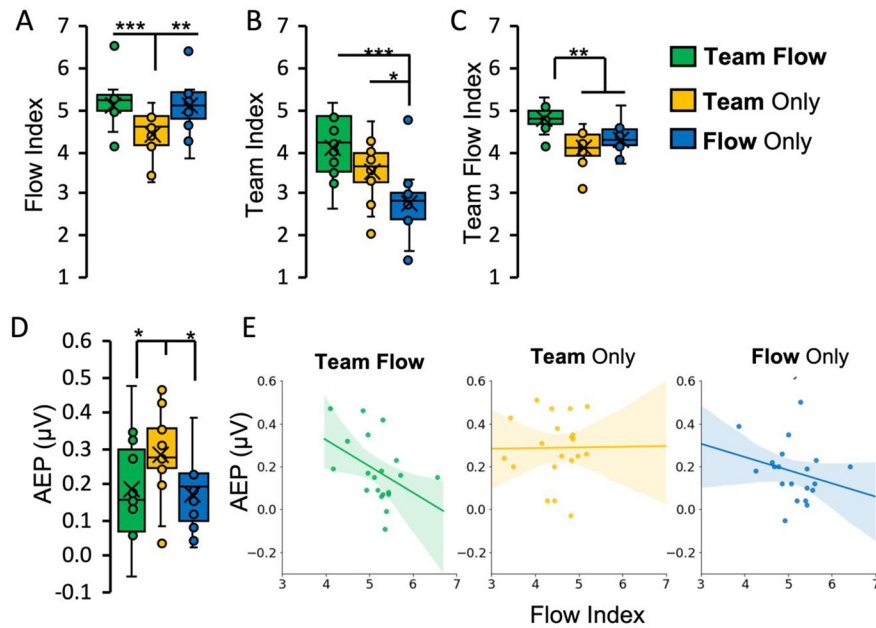 A
B
C
7
6
5
4
3
2
1
Flow Index
*** **
7
6
5
4
3
2
1
Team Index
***
*
7
6
5
4
3
2
1
Team Flow Index
**
Team Flow
Team Only
Flow Only
D
0.6
0.5
0.4
0.3
0.2
0.1
0.0
-0.1
AEP (μV)
* *
E
Team Flow
Team Only
Flow Only
AEP (μV)
0.6
0.4
0.2
0.0
−0.2
3 4 5 6 7
0.6
0.4
0.2
0.0
−0.2
3 4 5 6 7
0.6
0.4
0.2
0.0
−0.2
3 4 5 6 7
Flow Index